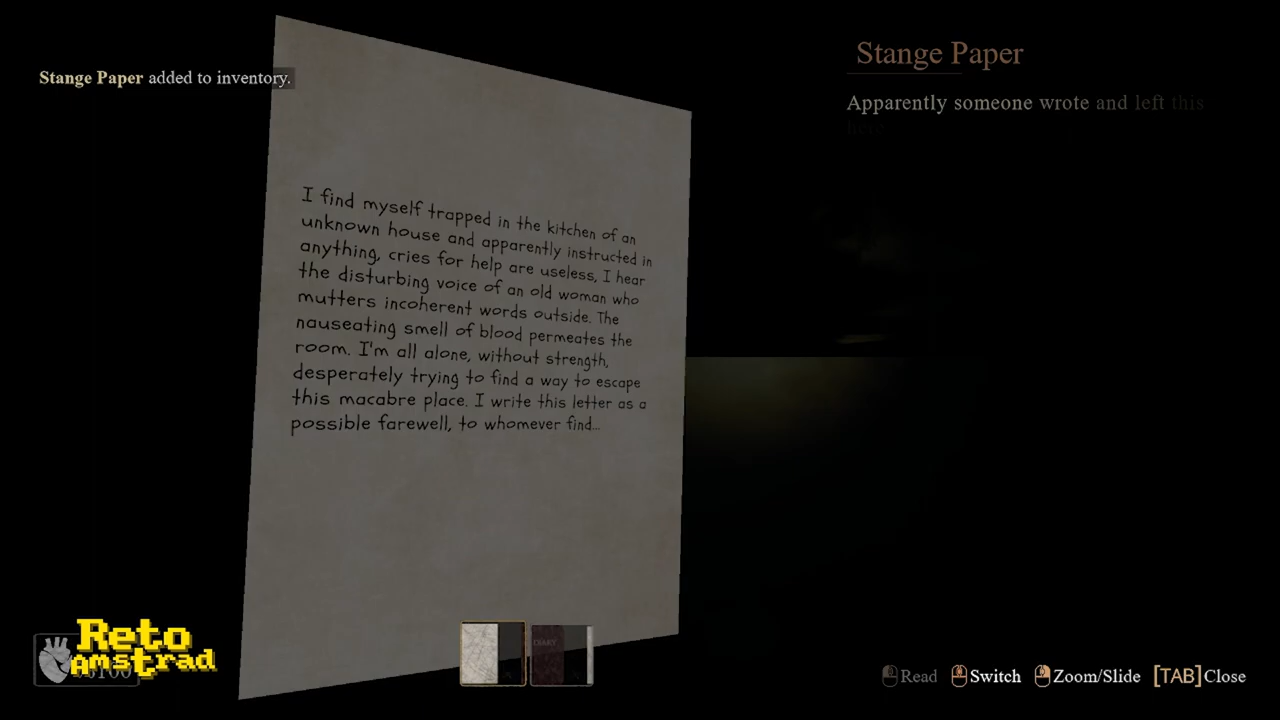 Stange Paper
Stange Paper added to inventory.
Apparently someone wrote and left this
here
I find myself trapped in the kitchen of an
unknown house and apparently instructed in
anything, cries for help are useless, I hear
the disturbing voice of an old woman who
mutters incoherent words outside. The
nauseating smell of blood permeates the
room. I'm all alone, without strength,
desperately trying to find a way to escape
this macabre place. I write this letter as a
possible farewell, to whomever find...
Reto
Amstrad
DIARY
Read
Switch
Zoom/Slide
[TAB]Close